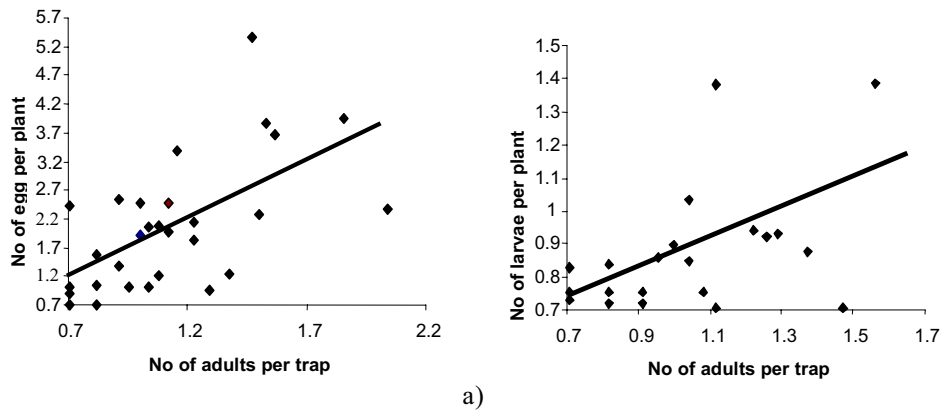 No of egg per plant
5.7
5.2
4.7
4.2
3.7
3.2
2.7
2.2
1.7
1.2
0.7
0.7 1.2 1.7 2.2
No of adults per trap
No of larvae per plant
1.5
1.4
1.3
1.2
1.1
1
0.9
0.8
0.7
0.7 0.9 1.1 1.3 1.5 1.7
No of adults per trap
a)